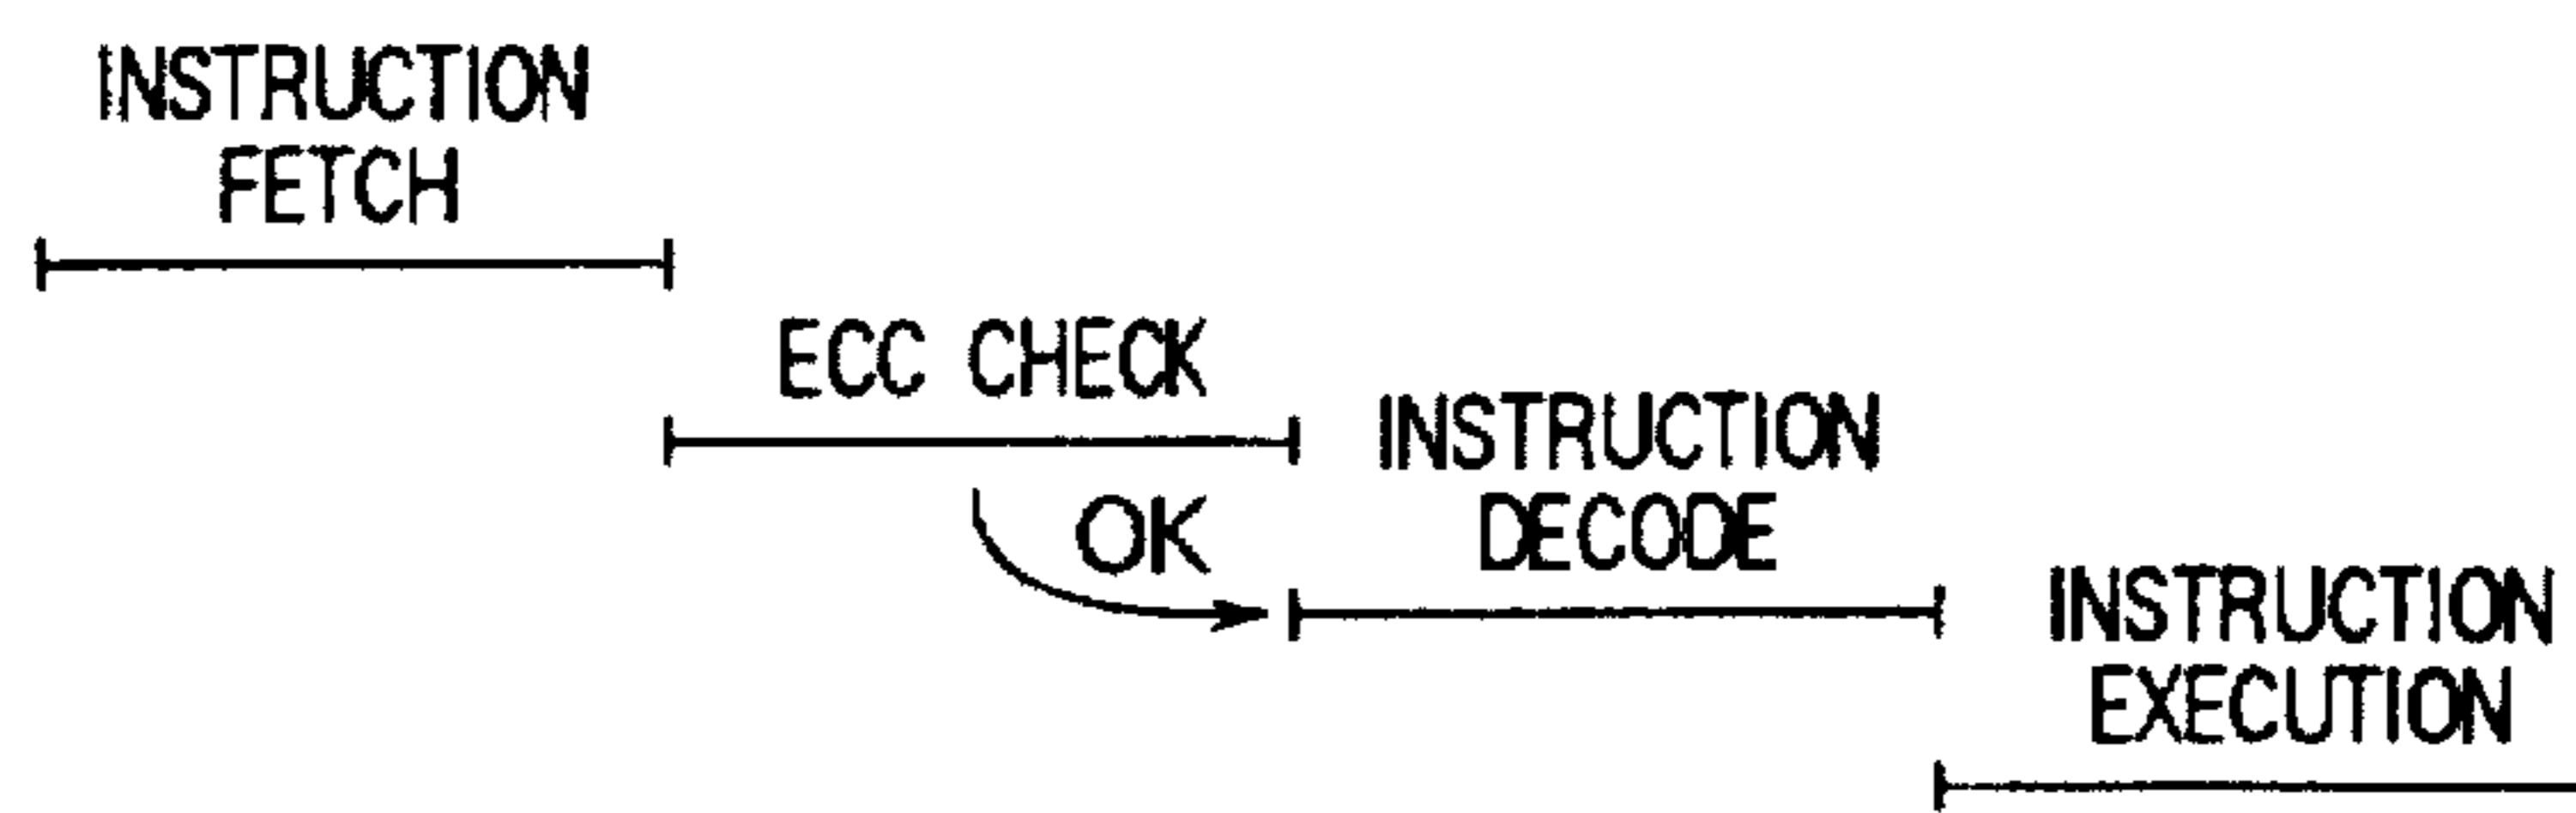 INSTRUCTION
FETCH
ECC CHECK
OK
INSTRUCTION
DECODE
INSTRUCTION
EXECUTION